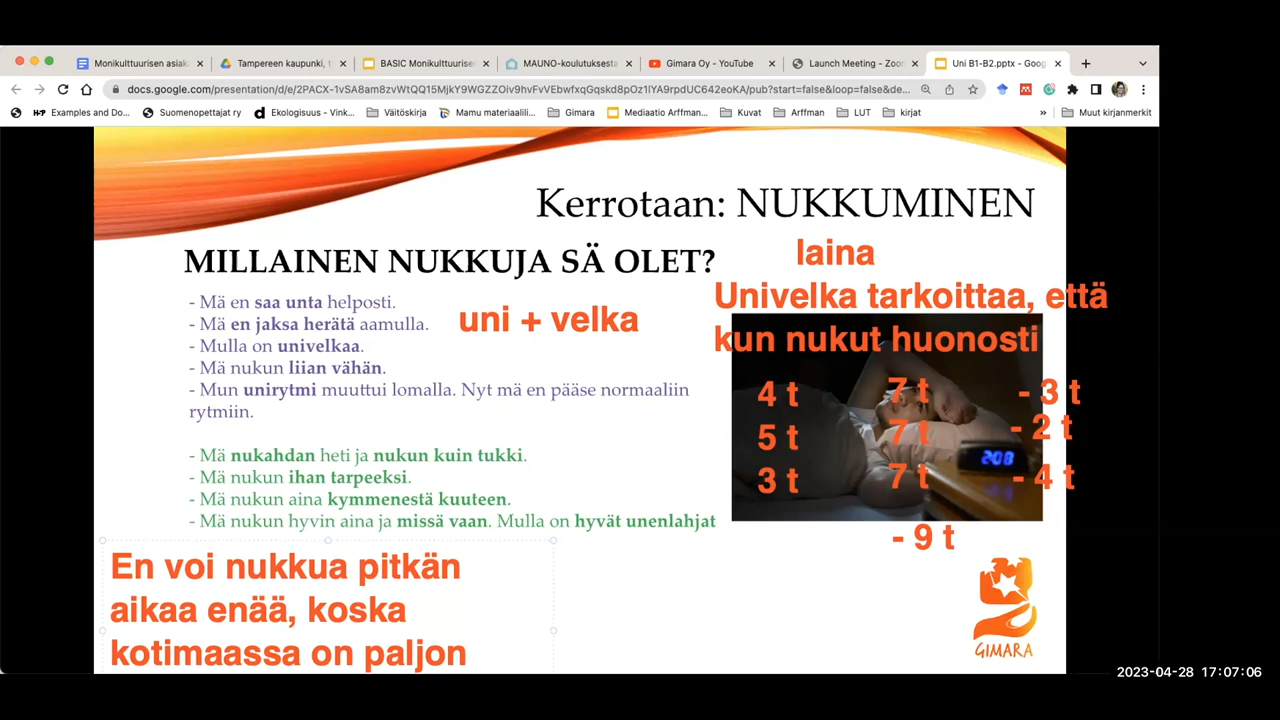 Monikulttuurisen asiak
Tampereen kaupunki, t
BASIC Monikulttuurise
MAUNO-koulutuksesta
Gimara Oy - YouTube
Launch Meeting - Zoo
Uni B1-B2.pptx - Goog
docs.google.com/presentation/d/e/2PACX-1vSA8am8zvWtQQ15MjkY9WGZZOiv9hvFvVEbwfxqGqskd8pOz1lYA9rpdUC642eoKA/pub?start=false&loop=false&de...
Examples and Do...
Suomenopettajat ry
Ekologisuus - Vink...
Väitöskirja
Mamu materiaalili...
Gimara
Mediaatio Arffman...
Kuvat
Arffman
LUT
kirjat
»
Muut kirjanmerkit
Kerrotaan: NUKKUMINEN
MILLAINEN NUKKUJA SÄ OLET?
laina
Univelka tarkoittaa, että
kun nukut huonosti
- Mä en saa unta helposti.
- Mä en jaksa herätä aamulla.
uni + velka
- Mulla on univelkaa.
- Mä nukun liian vähän.
- Mun unirytmi muuttui lomalla. Nyt mä en pääse normaaliin
rytmiin.
4 t 7 t - 3 t
5 t 7 t - 2 t
3 t 7 t - 4 t
2:08
- 9 t
- Mä nukahdan heti ja nukun kuin tukki.
- Mä nukun ihan tarpeeksi.
- Mä nukun aina kymmenestä kuuteen.
- Mä nukun hyvin aina ja missä vaan. Mulla on hyvät unenlahjat
En voi nukkua pitkän
aikaa enää, koska
kotimaassa on paljon
GIMARA
2023-04-28 17:07:06